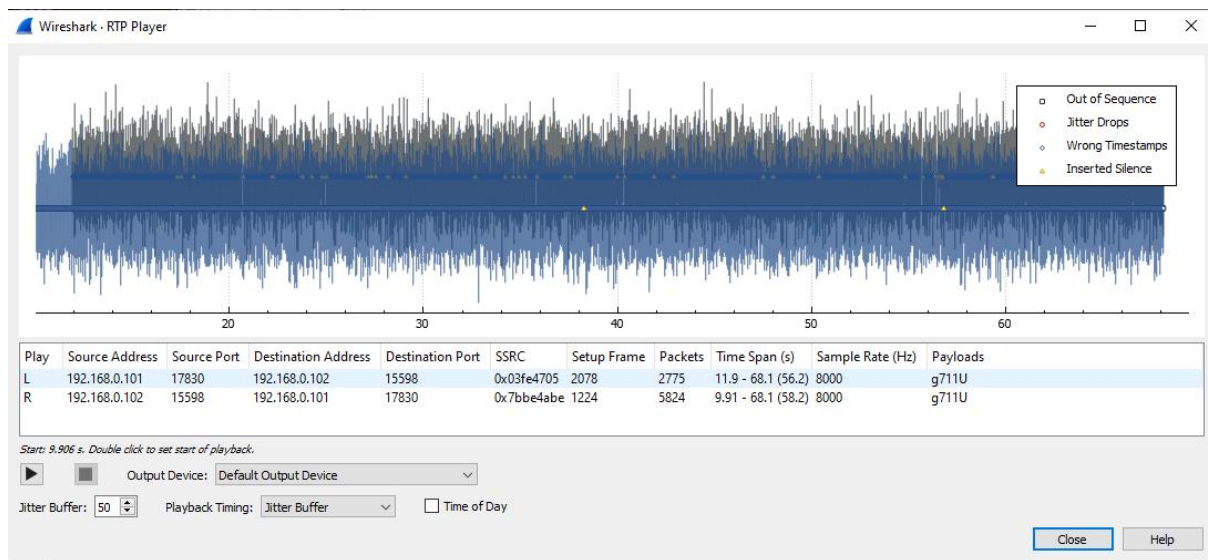 Wireshark · RTP Player
Out of Sequence
Jitter Drops
Wrong Timestamps
Inserted Silence
20 30 40 50 60
Play Source Address Source Port Destination Address Destination Port SSRC Setup Frame Packets Time Span (s) Sample Rate (Hz) Payloads
L 192.168.0.101 17830 192.168.0.102 15598 0x03fe4705 2078 2775 11.9 - 68.1 (56.2) 8000 g711U
R 192.168.0.102 15598 192.168.0.101 17830 0x7bbe4abe 1224 5824 9.91 - 68.1 (58.2) 8000 g711U
Start: 9.906 s. Double click to set start of playback.
Output Device: Default Output Device
Jitter Buffer: 50 Playback Timing: Jitter Buffer Time of Day
Close Help